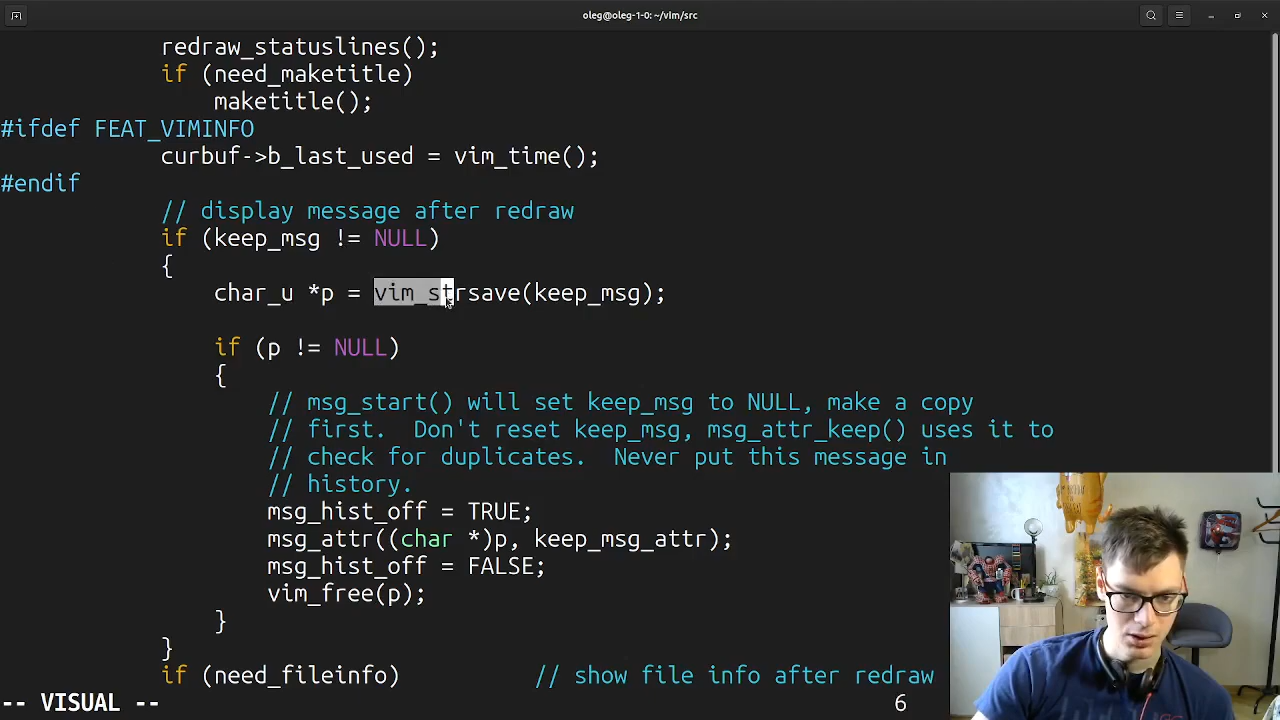 oleg@oleg-1-0: ~/vim/src
redraw_statuslines();
if (need_maketitle)
maketitle();
#ifdef FEAT_VIMINFO
curbuf->b_last_used = vim_time();
#endif
// display message after redraw
if (keep_msg != NULL)
{
char_u *p = vim_strsave(keep_msg);
if (p != NULL)
{
// msg_start() will set keep_msg to NULL, make a copy
// first.  Don't reset keep_msg, msg_attr_keep() uses it to
// check for duplicates.  Never put this message in
// history.
msg_hist_off = TRUE;
msg_attr((char *)p, keep_msg_attr);
msg_hist_off = FALSE;
vim_free(p);
}
}
if (need_fileinfo)          // show file info after redraw
-- VISUAL --                                                        6